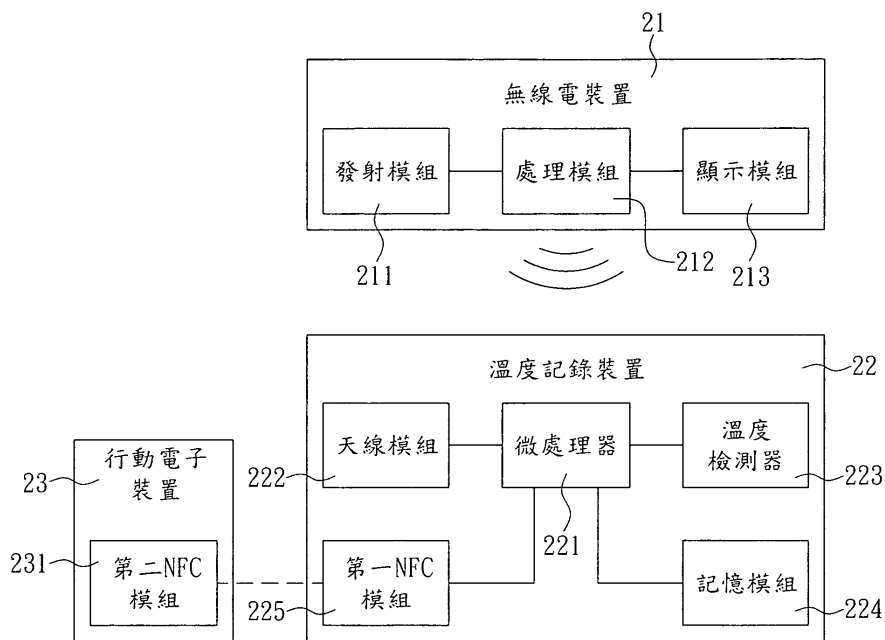 21
無線電裝置
發射模組
處理模組
顯示模組
211
212
213
溫度記錄裝置
22
天線模組
微處理器
溫度
檢測器
222
221
223
行動電子
裝置
23
231
第二NFC
模組
第一NFC
模組
225
記憶模組
224